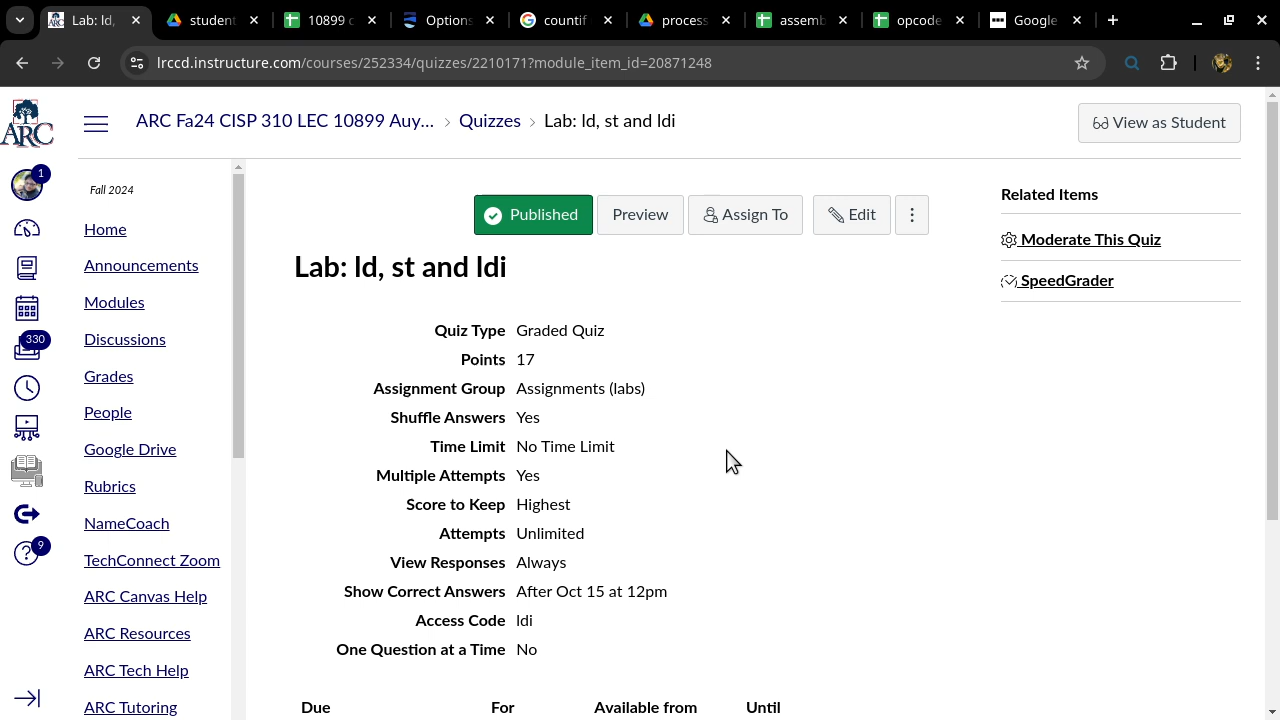 Lab: ld,
student
10899 c
Options
countif
process
assemb
opcode
Google
lrccd.instructure.com/courses/252334/quizzes/2210171?module_item_id=20871248
ARC
ARC Fa24 CISP 310 LEC 10899 Auy... › Quizzes › Lab: ld, st and ldi
View as Student
1
330
9
Fall 2024
Home
Announcements
Modules
Discussions
Grades
People
Google Drive
Rubrics
NameCoach
TechConnect Zoom
ARC Canvas Help
ARC Resources
ARC Tech Help
ARC Tutoring
Published
Preview
Assign To
Edit
Lab: ld, st and ldi
Quiz Type Graded Quiz
Points 17
Assignment Group Assignments (labs)
Shuffle Answers Yes
Time Limit No Time Limit
Multiple Attempts Yes
Score to Keep Highest
Attempts Unlimited
View Responses Always
Show Correct Answers After Oct 15 at 12pm
Access Code ldi
One Question at a Time No
Due For Available from Until
Related Items
Moderate This Quiz
SpeedGrader